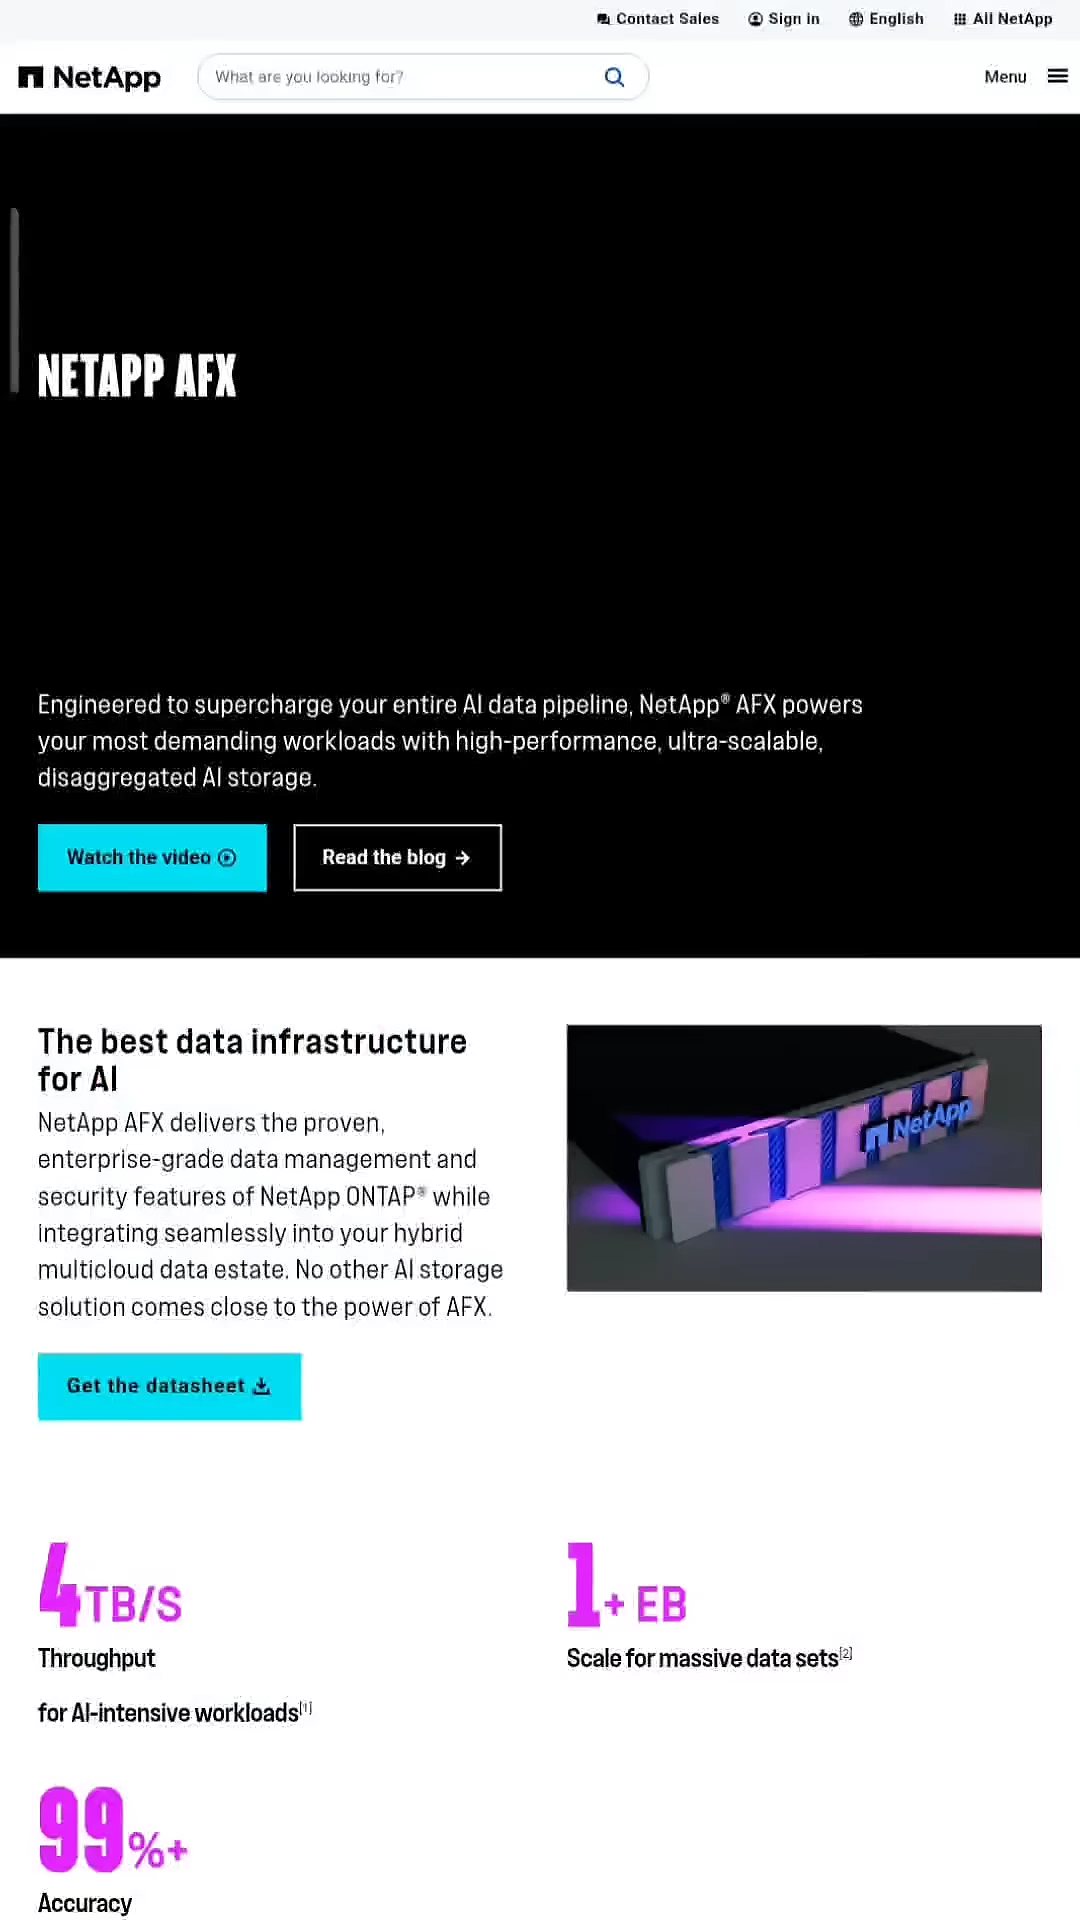 Contact Sales
Sign in
English
All NetApp
NetApp
What are you looking for?
Menu
NETAPP AFX
Engineered to supercharge your entire AI data pipeline, NetApp® AFX powers
your most demanding workloads with high-performance, ultra-scalable,
disaggregated AI storage.
Watch the video
Read the blog
The best data infrastructure
for AI
NetApp AFX delivers the proven,
enterprise-grade data management and
security features of NetApp ONTAP® while
integrating seamlessly into your hybrid
multicloud data estate. No other AI storage
solution comes close to the power of AFX.
NetApp
Get the datasheet
4TB/S
Throughput
for AI-intensive workloads[1]
1+ EB
Scale for massive data sets[2]
99%+
Accuracy